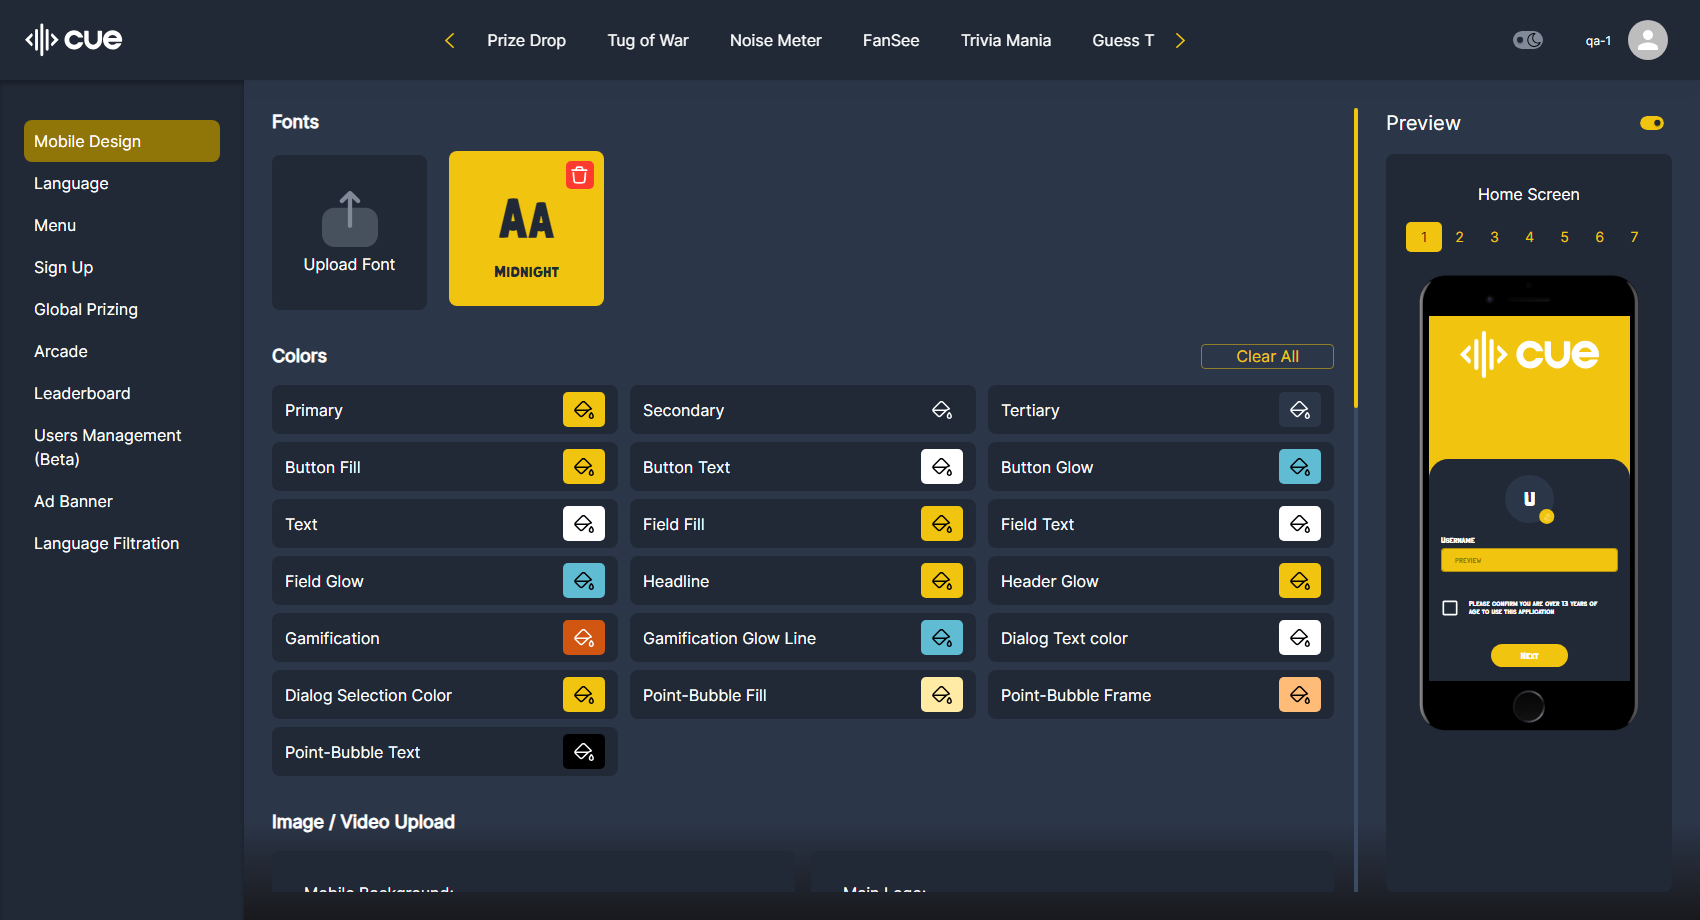 cue
Prize Drop
Tug of War
Noise Meter
FanSee
Trivia Mania
Guess T
qa-1
Mobile Design
Language
Menu
Sign Up
Global Prizing
Arcade
Leaderboard
Users Management
(Beta)
Ad Banner
Language Filtration
Fonts
Upload Font
AA
MIDNIGHT
Colors
Clear All
Primary
Secondary
Tertiary
Button Fill
Button Text
Button Glow
Text
Field Fill
Field Text
Field Glow
Headline
Header Glow
Gamification
Gamification Glow Line
Dialog Text color
Dialog Selection Color
Point-Bubble Fill
Point-Bubble Frame
Point-Bubble Text
Image / Video Upload
Mobile Background:
Main Logo:
Preview
Home Screen
1 2 3 4 5 6 7
cue
U
USERNAME
PREVIEW
PLEASE CONFIRM YOU ARE OVER 13 YEARS OF
AGE TO USE THIS APPLICATION
NEXT